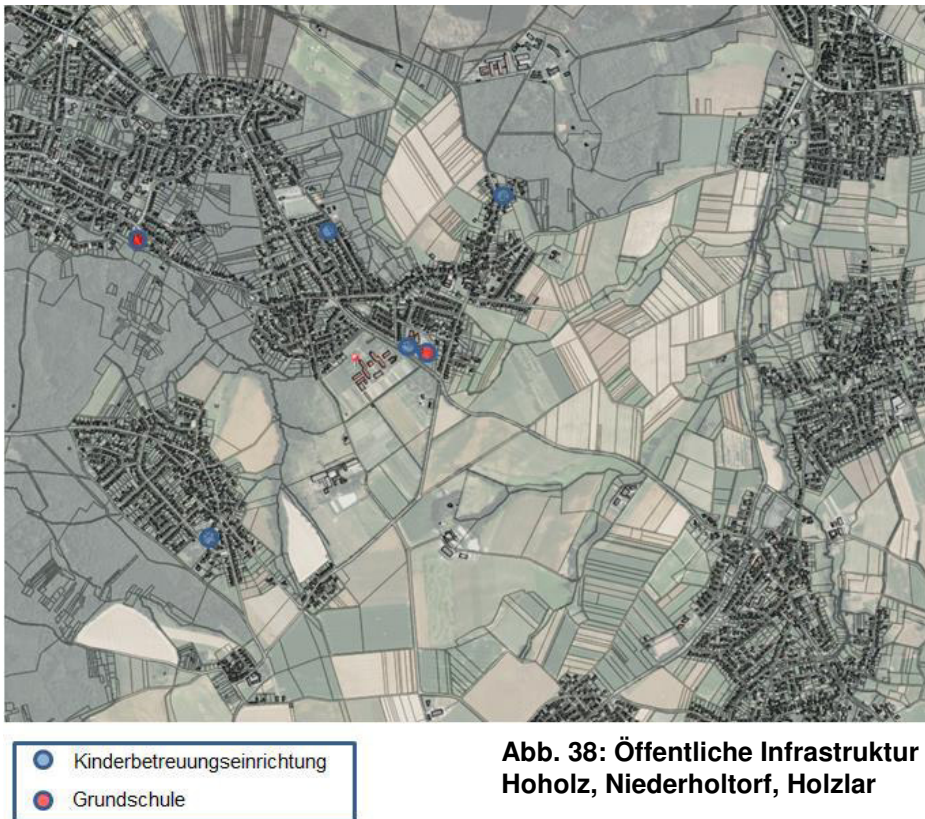 Kinderbetreuungseinrichtung
Grundschule
Abb. 38: Öffentliche Infrastruktur
Hoholz, Niederholtorf, Holzlar